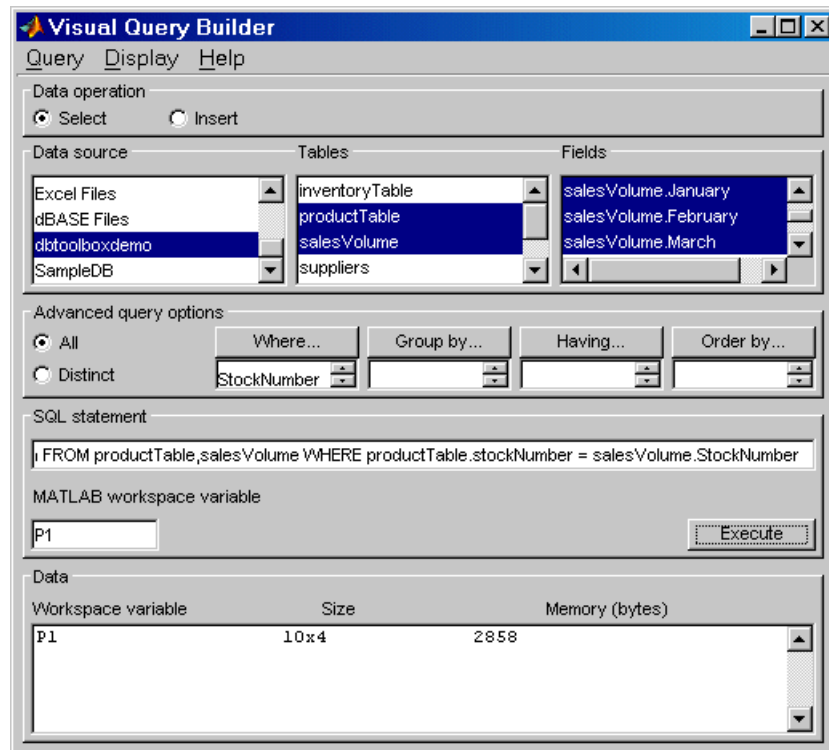 Visual Query Builder
Query Display Help
Data operation
Select Insert
Data source Tables Fields
Excel Files
dBASE Files
dbtoolboxdemo
SampleDB
inventoryTable
productTable
salesVolume
suppliers
salesVolume.January
salesVolume.February
salesVolume.March
Advanced query options
All
Distinct
Where... Group by... Having... Order by...
StockNumber
SQL statement
FROM productTable,salesVolume WHERE productTable.stockNumber = salesVolume.StockNumber
MATLAB workspace variable
P1
Execute
Data
Workspace variable Size Memory (bytes)
P1 10x4 2858